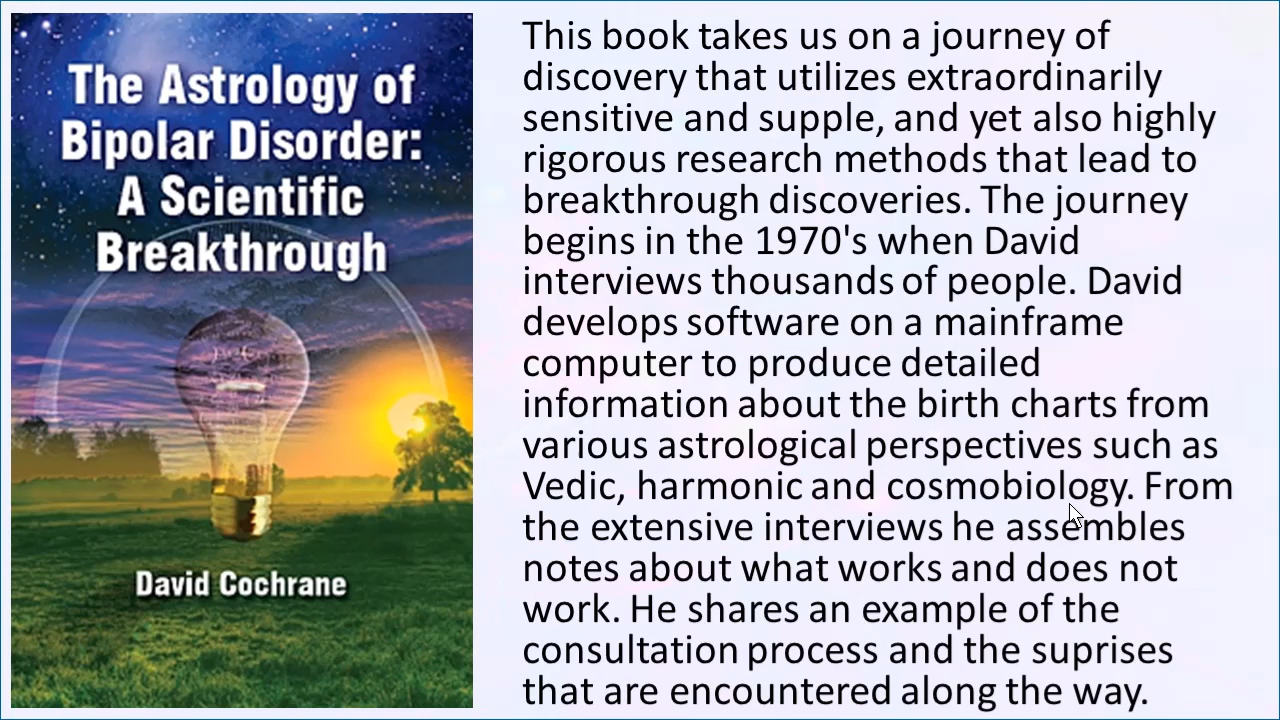 The Astrology of
Bipolar Disorder:
A Scientific
Breakthrough
David Cochrane
This book takes us on a journey of
discovery that utilizes extraordinarily
sensitive and supple, and yet also highly
rigorous research methods that lead to
breakthrough discoveries. The journey
begins in the 1970's when David
interviews thousands of people. David
develops software on a mainframe
computer to produce detailed
information about the birth charts from
various astrological perspectives such as
Vedic, harmonic and cosmobiology. From
the extensive interviews he assembles
notes about what works and does not
work. He shares an example of the
consultation process and the suprises
that are encountered along the way.